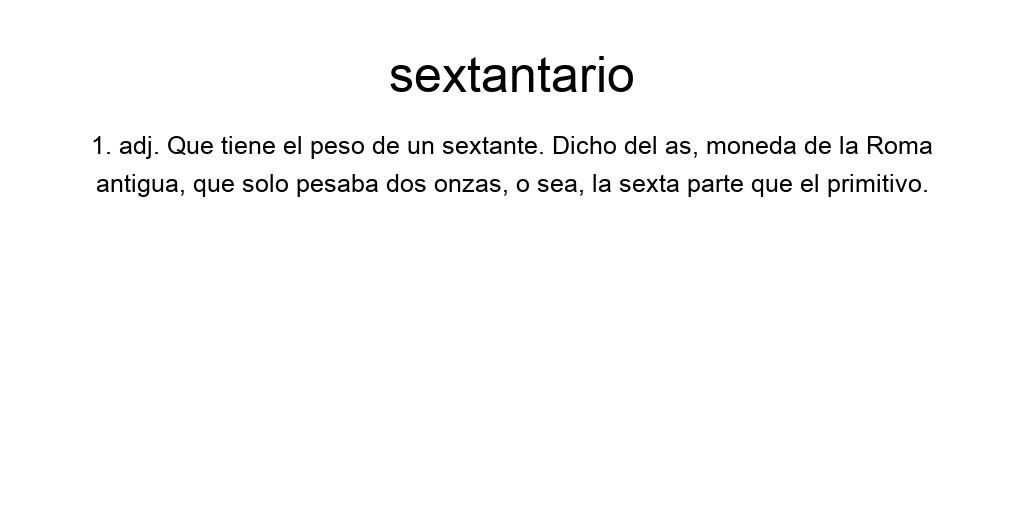 sextantario
1. adj. Que tiene el peso de un sextante. Dicho del as, moneda de la Roma
antigua, que solo pesaba dos onzas, o sea, la sexta parte que el primitivo.